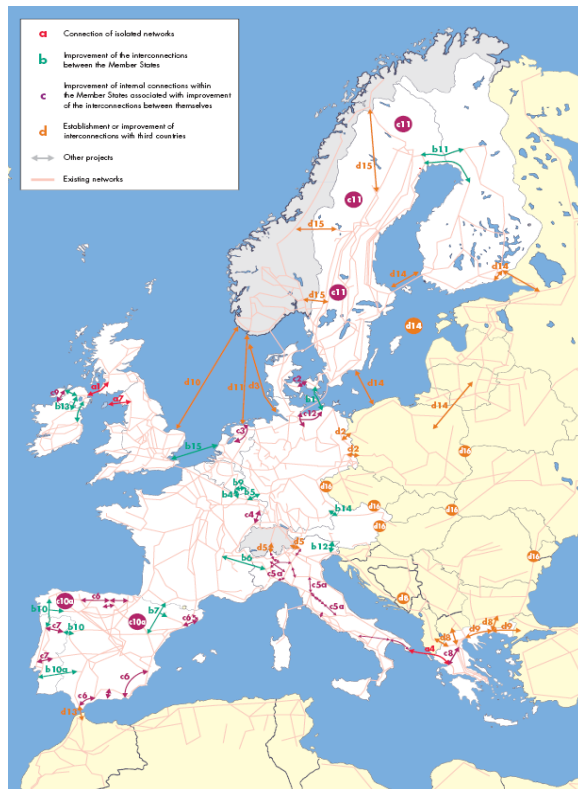 a Connection of isolated networks
b Improvement of the interconnections
between the Member States
c Improvement of internal connections within
the Member States associated with improvement
of the interconnections between themselves
d Establishment or improvement of
interconnections with third countries
Other projects
Existing networks
c11
b11
d15
c11
d15
d14
d14
c11
d15
d14
d10
d11
d3
c2
b1
d14
d14
c9
a1
a7
b13
c12
c3
d2
d2
d16
b15
b9
b4
b5
d16
d16
b14
d16
c4
d16
d5
d5
b12
d16
b6
c5a
c5a
c5a
c10a
c6
b10
b7
c10a
c6
c7
b10
c7
b10a
c6
c6
d13
a4
c8
d8
d8
d9
d9